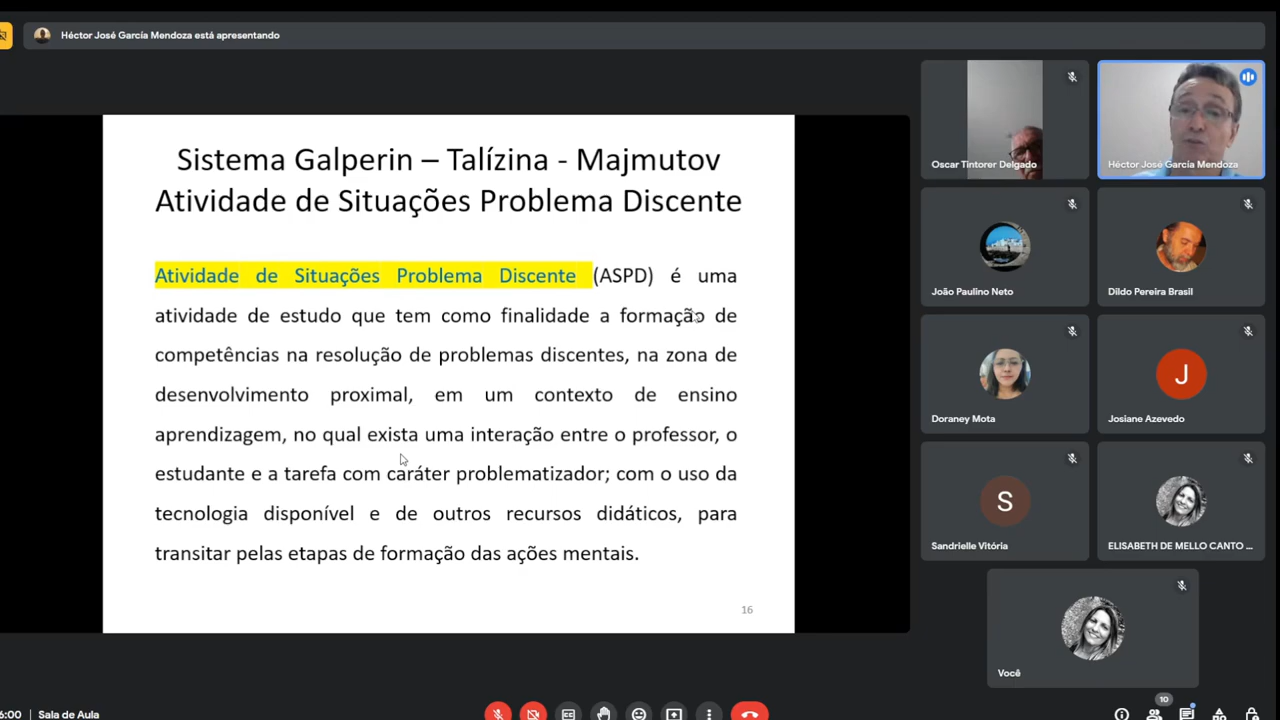 Héctor José García Mendoza está apresentando
Sistema Galperin – Talízina - Majmutov
Atividade de Situações Problema Discente
Atividade de Situações Problema Discente (ASPD) é uma
atividade de estudo que tem como finalidade a formação de
competências na resolução de problemas discentes, na zona de
desenvolvimento proximal, em um contexto de ensino
aprendizagem, no qual exista uma interação entre o professor, o
estudante e a tarefa com caráter problematizador; com o uso da
tecnologia disponível e de outros recursos didáticos, para
transitar pelas etapas de formação das ações mentais.
16
Oscar Tintorer Delgado
Héctor José García Mendoza
João Paulino Neto
Dildo Pereira Brasil
Doraney Mota
J
Josiane Azevedo
S
Sandrielle Vitória
ELISABETH DE MELLO CANTO ...
Você
6:00 | Sala de Aula
10